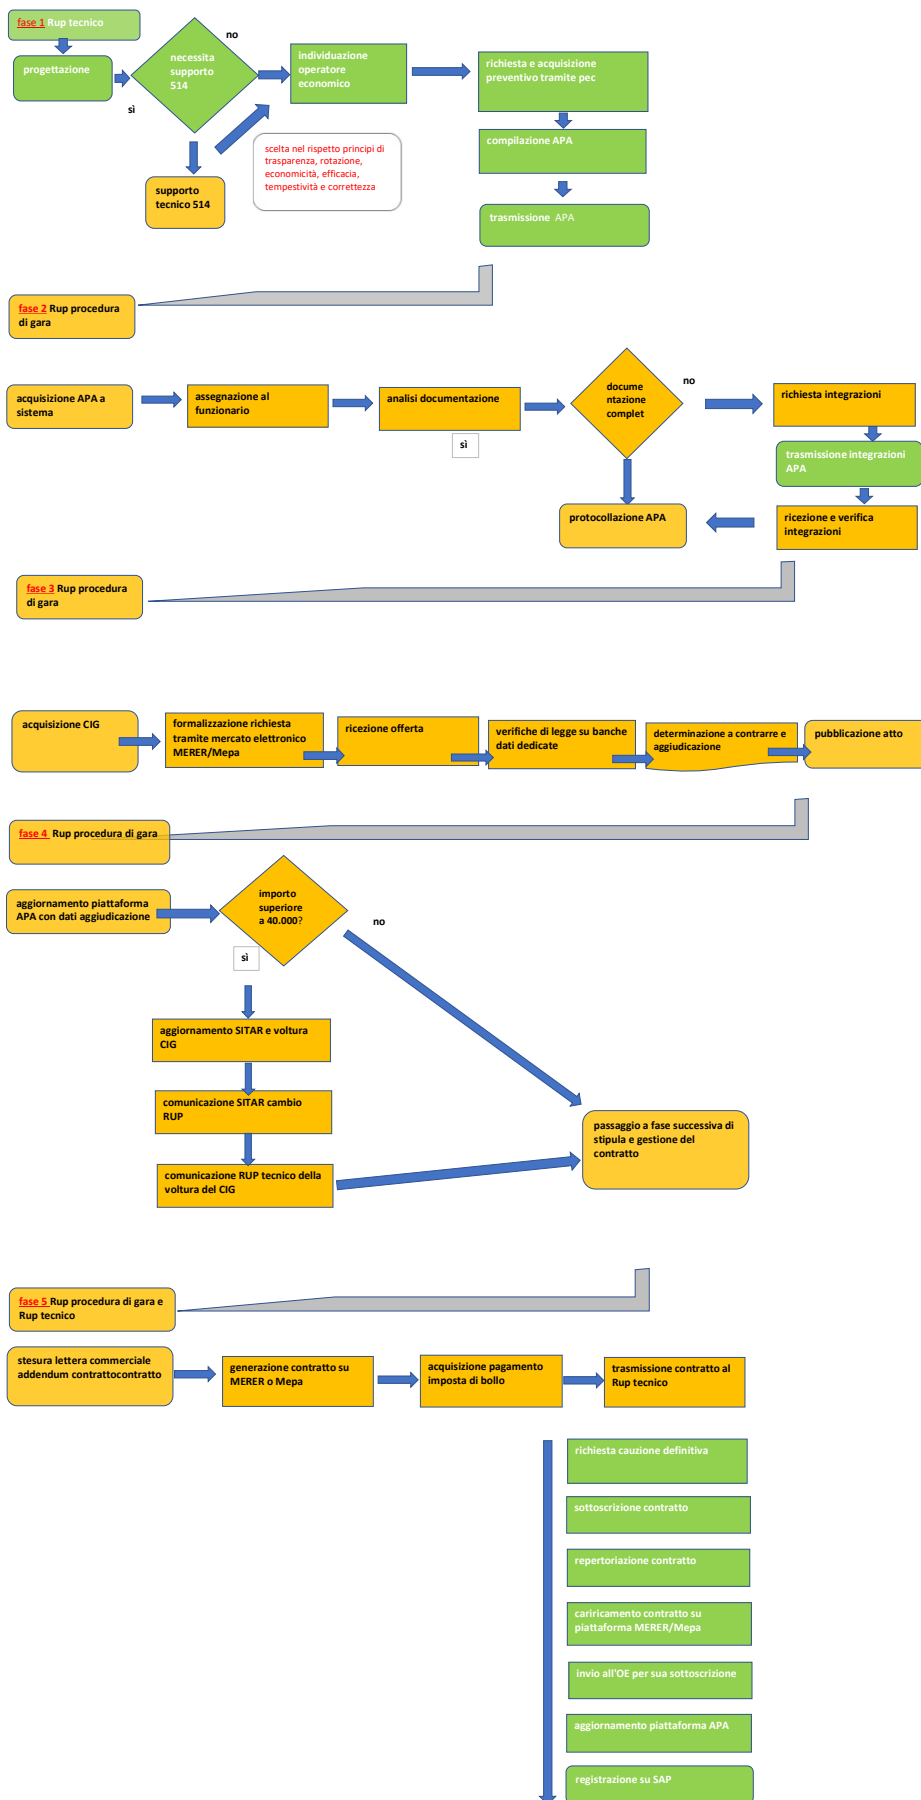 fase 1 Rup tecnico
no
progettazione
necessita
supporto
514
individuazione
operatore
economico
richiesta e acquisizione
preventivo tramite pec
sì
compilazione APA
scelta nel rispetto principi di
trasparenza, rotazione,
economicità, efficacia,
tempestività e correttezza
supporto
tecnico 514
trasmissione APA
fase 2 Rup procedura
di gara
acquisizione APA a
sistema
assegnazione al
funzionario
analisi documentazione
sì
docume
ntazione
complet
no
richiesta integrazioni
trasmissione integrazioni
APA
protocollazione APA
ricezione e verifica
integrazioni
fase 3 Rup procedura
di gara
acquisizione CIG
formalizzazione richiesta
tramite mercato elettronico
MERER/Mepa
ricezione offerta
verifiche di legge su banche
dati dedicate
determinazione a contrarre e
aggiudicazione
pubblicazione atto
fase 4 Rup procedura di gara
aggiornamento piattaforma
APA con dati aggiudicazione
importo
superiore
a 40.000?
no
sì
aggiornamento SITAR e voltura
CIG
comunicazione SITAR cambio
RUP
passaggio a fase successiva di
stipula e gestione del
contratto
comunicazione RUP tecnico della
voltura del CIG
fase 5 Rup procedura di gara e
Rup tecnico
stesura lettera commerciale
addendum contrattocontratto
generazione contratto su
MERER o Mepa
acquisizione pagamento
imposta di bollo
trasmissione contratto al
Rup tecnico
richiesta cauzione definitiva
sottoscrizione contratto
repertoriazione contratto
cariricamento contratto su
piattaforma MERER/Mepa
invio all'OE per sua sottoscrizione
aggiornamento piattaforma APA
registrazione su SAP